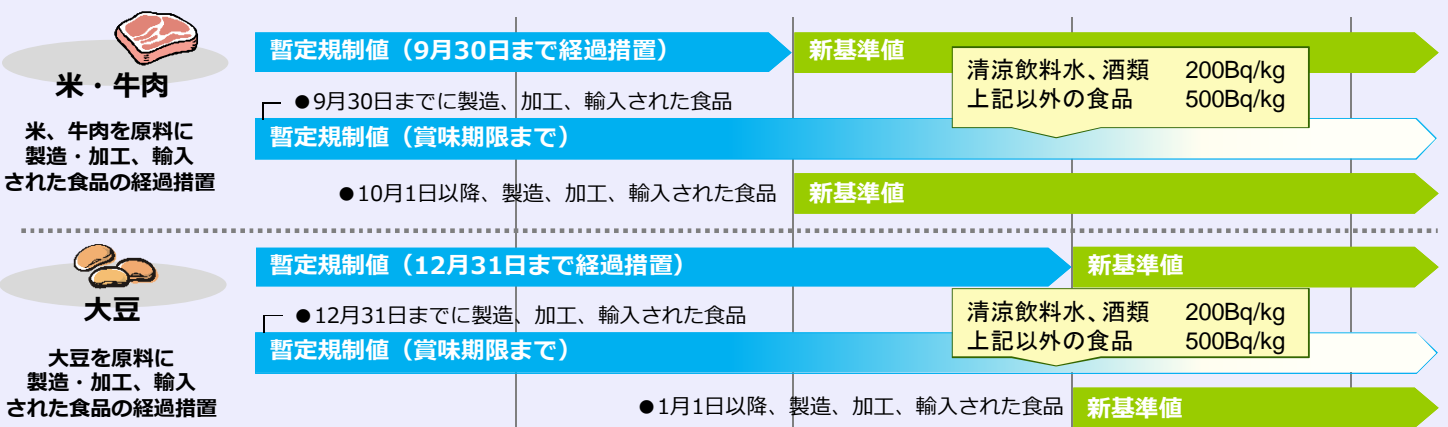 米・牛肉
暫定規制値（9月30日まで経過措置）
新基準値
清涼飲料水、酒類　200Bq/kg
上記以外の食品　500Bq/kg
米、牛肉を原料に
製造・加工、輸入
された食品の経過措置
●9月30日までに製造、加工、輸入された食品
暫定規制値（賞味期限まで）
●10月1日以降、製造、加工、輸入された食品
新基準値
大豆
暫定規制値（12月31日まで経過措置）
新基準値
清涼飲料水、酒類　200Bq/kg
上記以外の食品　500Bq/kg
大豆を原料に
製造・加工、輸入
された食品の経過措置
●12月31日までに製造、加工、輸入された食品
暫定規制値（賞味期限まで）
●1月1日以降、製造、加工、輸入された食品
新基準値